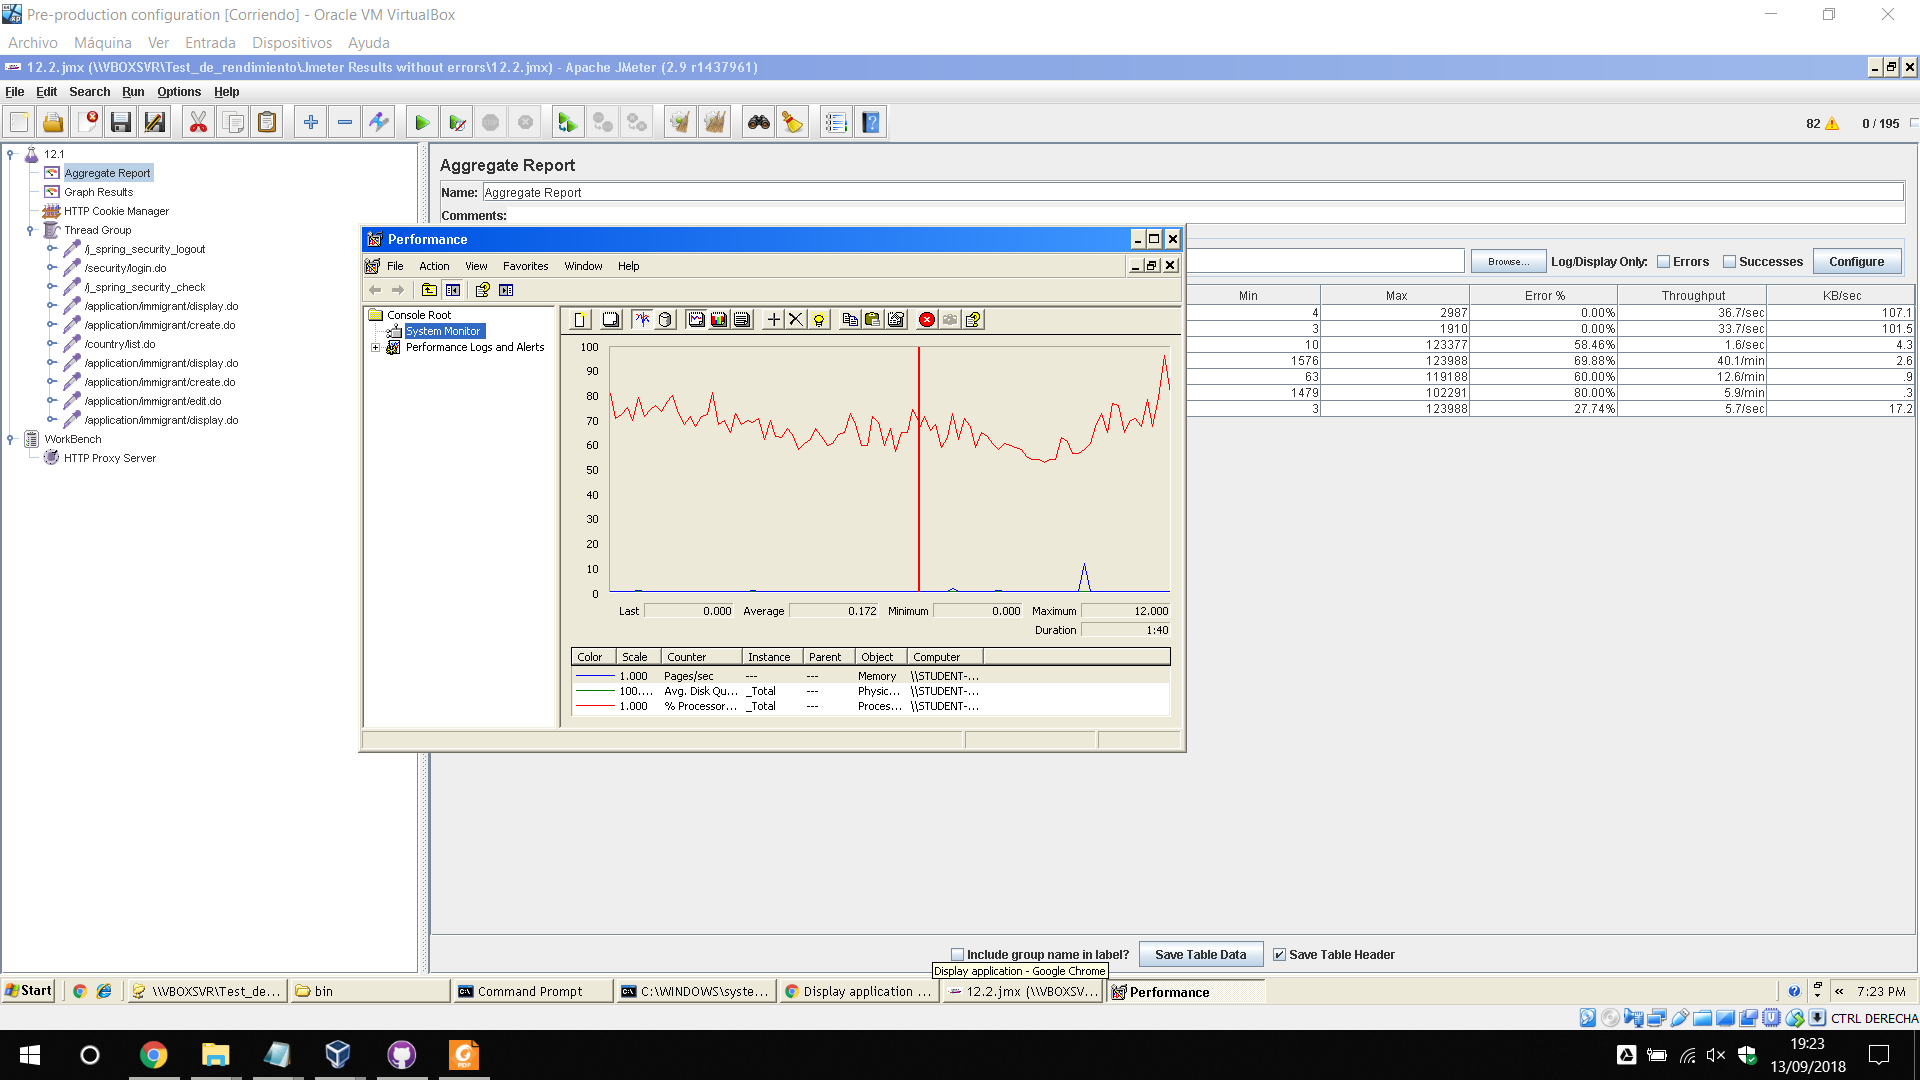 Pre-production configuration [Corriendo] - Oracle VM VirtualBox
Archivo Máquina Ver Entrada Dispositivos Ayuda
12.2.jmx (\\VBOXSVR\Test_de_rendimiento\Jmeter Results without errors\12.2.jmx) - Apache JMeter (2.9 r1437961)
File Edit Search Run Options Help
82 0 / 195
12.1
Aggregate Report
Graph Results
HTTP Cookie Manager
Thread Group
/j_spring_security_logout
/security/login.do
/j_spring_security_check
/application/immigrant/display.do
/application/immigrant/create.do
/country/list.do
/application/immigrant/display.do
/application/immigrant/create.do
/application/immigrant/edit.do
/application/immigrant/display.do
WorkBench
HTTP Proxy Server
Aggregate Report
Name: Aggregate Report
Comments:
Browse... Log/Display Only: Errors Successes Configure
Min Max Error % Throughput KB/sec
4 2987 0.00% 36.7/sec 107.1
3 1910 0.00% 33.7/sec 101.5
10 123377 58.46% 1.6/sec 4.3
1576 123988 69.88% 40.1/min 2.6
63 119188 60.00% 12.6/min .9
1479 102291 80.00% 5.9/min .3
3 123988 27.74% 5.7/sec 17.2
Performance
File Action View Favorites Window Help
Console Root
System Monitor
Performance Logs and Alerts
100
90
80
70
60
50
40
30
20
10
0
Last 0.000 Average 0.172 Minimum 0.000 Maximum 12.000
Duration 1:40
Color Scale Counter Instance Parent Object Computer
1.000 Pages/sec --- --- Memory \\STUDENT-...
100.... Avg. Disk Qu... _Total --- Physic... \\STUDENT-...
1.000 % Processor... _Total --- Proces... \\STUDENT-...
Include group name in label? Save Table Data Save Table Header
Display application - Google Chrome
Start \\VBOXSVR\Test_de... bin Command Prompt C:\WINDOWS\syste... Display application ... 12.2.jmx (\\VBOXSV... Performance « 7:23 PM
CTRL DERECHA
PDF
19:23
13/09/2018